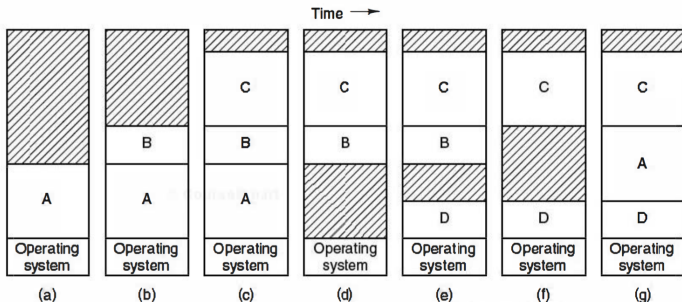 Time
A
Operating
system
(a)
B
A
Operating
system
(b)
C
B
A
Operating
system
(c)
C
B
Operating
system
(d)
C
B
D
Operating
system
(e)
C
D
Operating
system
(f)
C
A
D
Operating
system
(g)